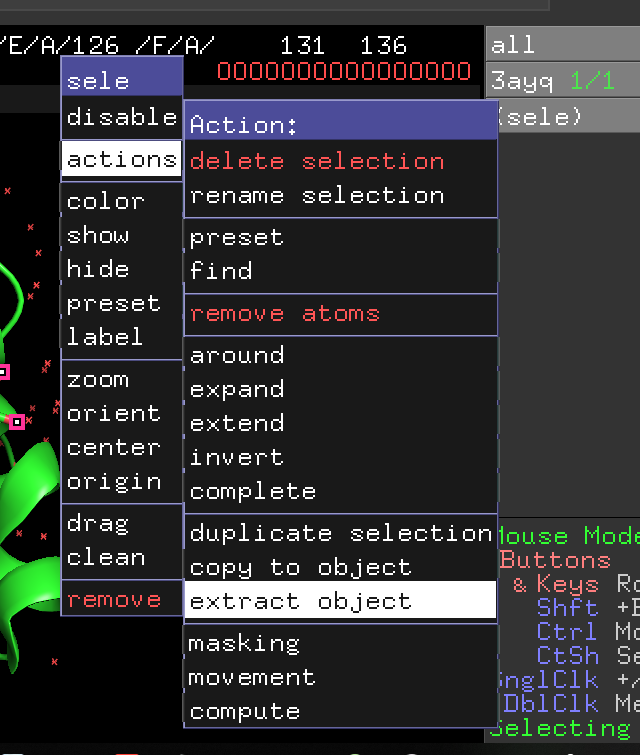 /E/A/126 /F/A/ 131 136
OOOOOOOOOOOOOOOO
all
3ayq 1/1
(sele)
sele
disable
actions
color
show
hide
preset
label
zoom
orient
center
origin
drag
clean
remove
Action:
delete selection
rename selection
preset
find
remove atoms
around
expand
extend
invert
complete
duplicate selection
copy to object
extract object
masking
movement
compute
Mouse Mode
Buttons
& Keys Ro
Shft +B
Ctrl Mo
CtSh Se
SnglClk +/
DblClk Me
Selecting